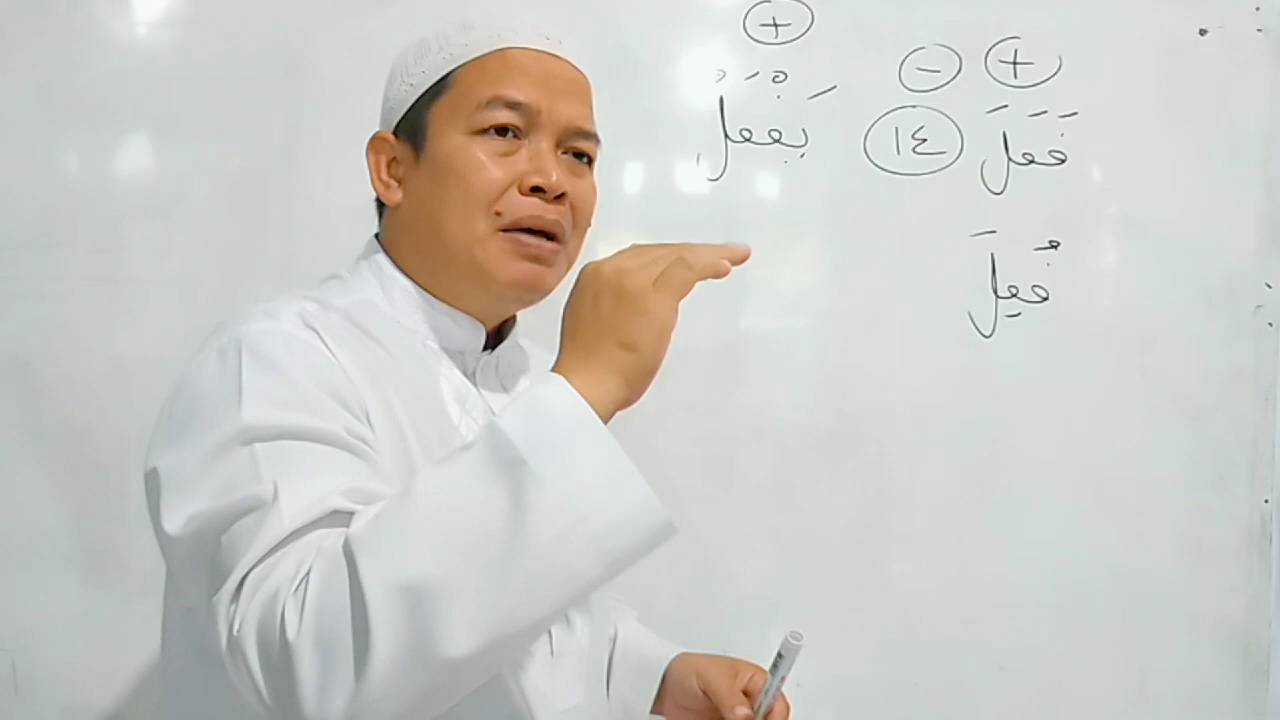 + - +
فَعَلَ ١٤ يَفْعَلُ
فُعِلَ